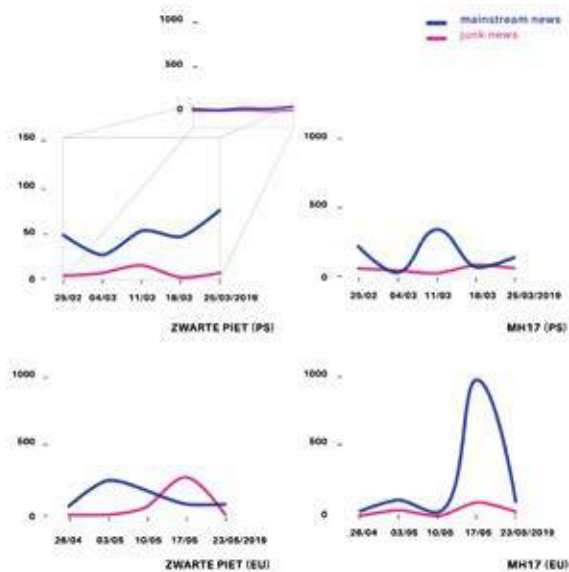 1000
500
0
mainstream news
junk news
150
100
50
0
25/02 04/03 11/03 18/03 25/03/2019
ZWARTE PIET (PS)
1000
500
0
25/02 04/03 11/03 18/03 25/03/2019
MH17 (PS)
1000
500
0
26/04 03/05 10/05 17/05 23/05/2019
ZWARTE PIET (EU)
1000
500
0
26/04 03/05 10/05 17/05 23/05/2019
MH17 (EU)